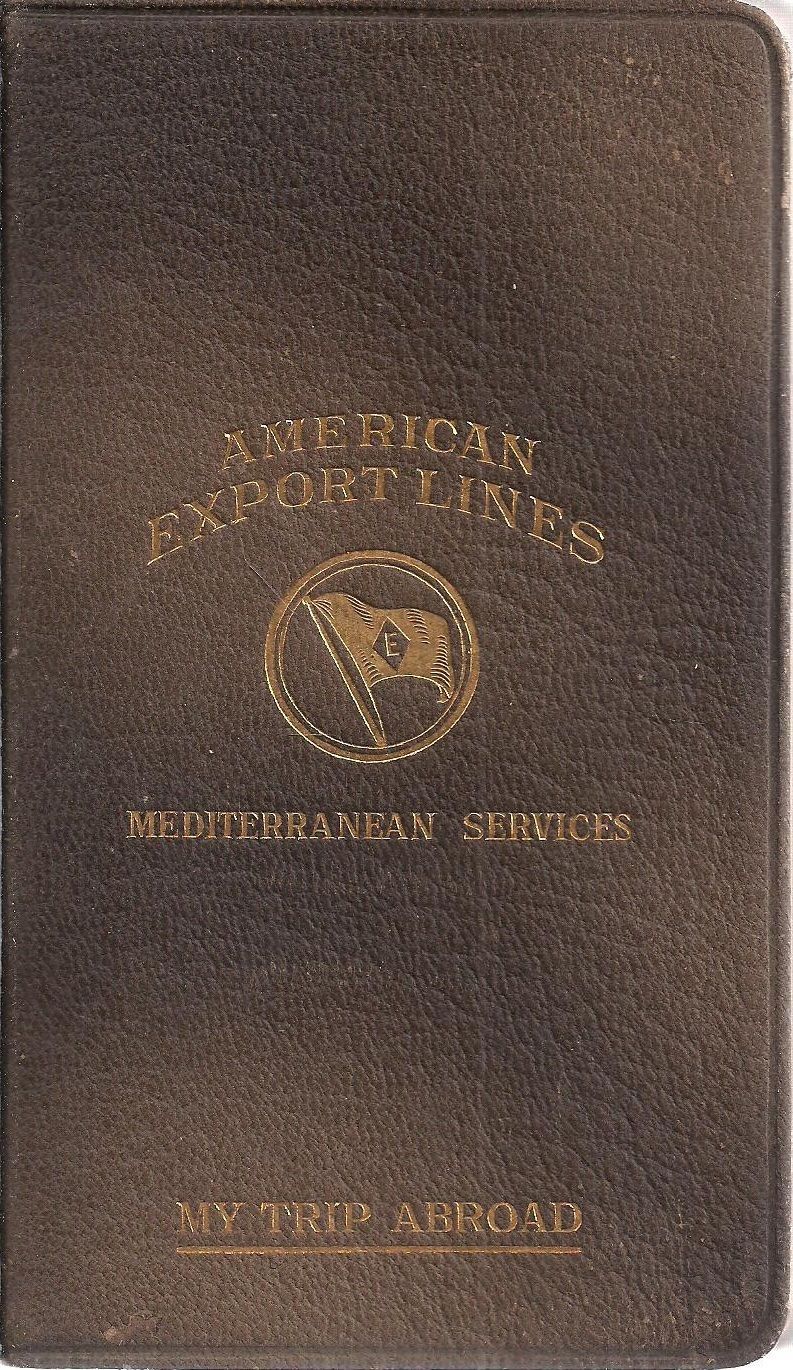 AMERICAN
EXPORT LINES
E
MEDITERRANEAN SERVICES
MY TRIP ABROAD